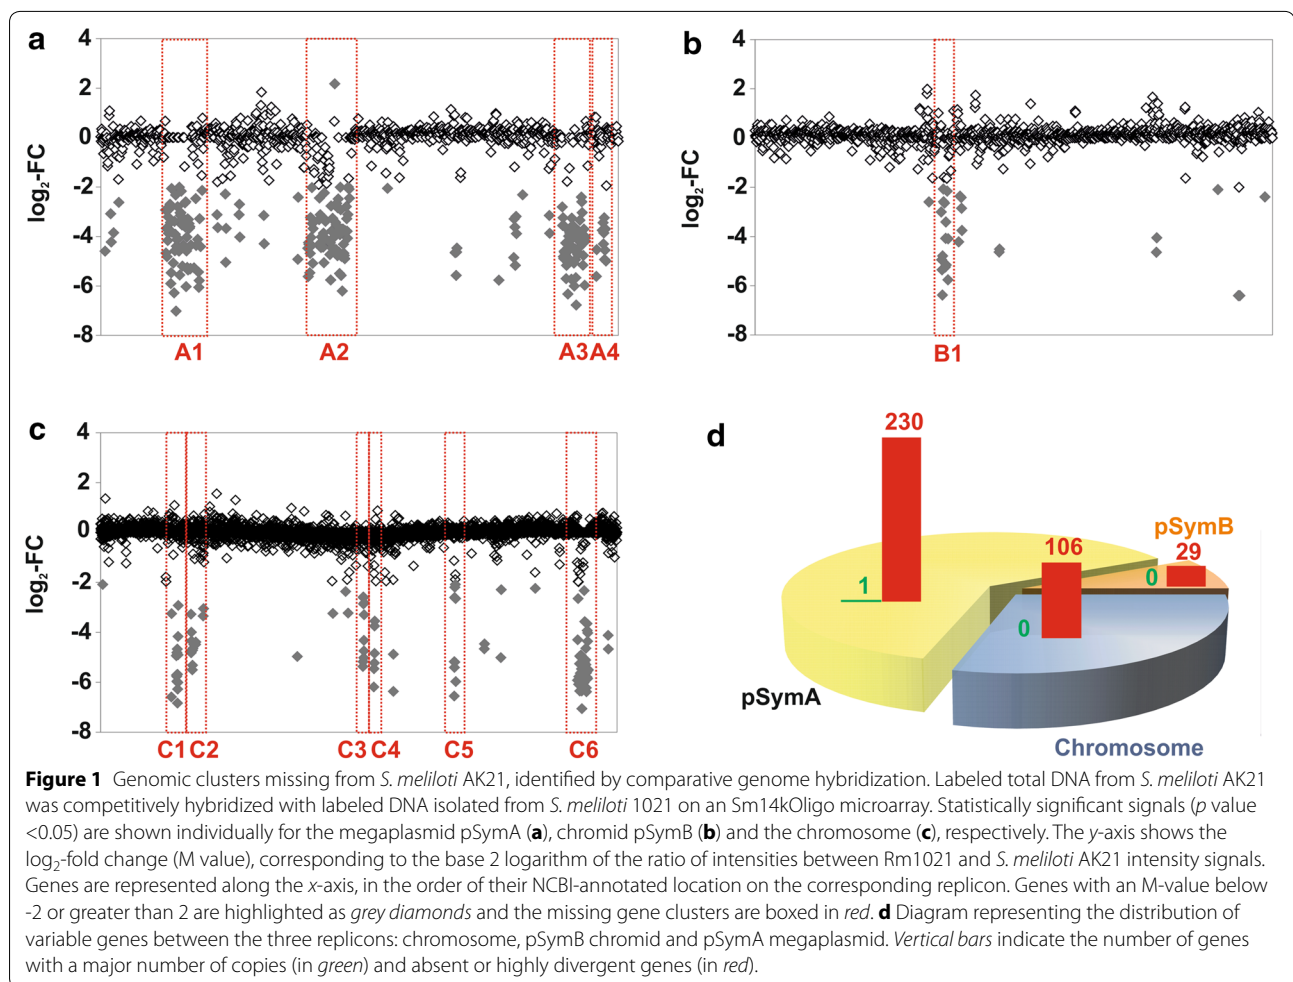 a
4
2
0
-2
-4
-6
-8
log2-FC
A1 A2 A3 A4
b
4
2
0
-2
-4
-6
-8
log2-FC
B1
c
4
2
0
-2
-4
-6
-8
log2-FC
C1 C2 C3 C4 C5 C6
d
230
1
pSymA
106
0
Chromosome
pSymB
29
0
Figure 1 Genomic clusters missing from S. meliloti AK21, identified by comparative genome hybridization. Labeled total DNA from S. meliloti AK21
was competitively hybridized with labeled DNA isolated from S. meliloti 1021 on an Sm14kOligo microarray. Statistically significant signals (p value
<0.05) are shown individually for the megaplasmid pSymA (a), chromid pSymB (b) and the chromosome (c), respectively. The y-axis shows the
log2-fold change (M value), corresponding to the base 2 logarithm of the ratio of intensities between Rm1021 and S. meliloti AK21 intensity signals.
Genes are represented along the x-axis, in the order of their NCBI-annotated location on the corresponding replicon. Genes with an M-value below
-2 or greater than 2 are highlighted as grey diamonds and the missing gene clusters are boxed in red. d Diagram representing the distribution of
variable genes between the three replicons: chromosome, pSymB chromid and pSymA megaplasmid. Vertical bars indicate the number of genes
with a major number of copies (in green) and absent or highly divergent genes (in red).